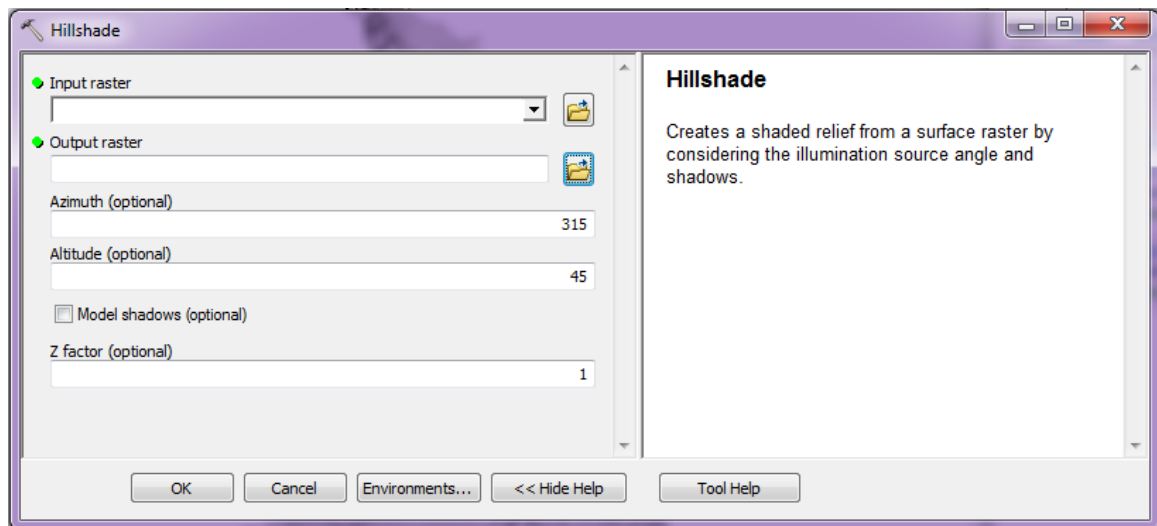 Hillshade
Input raster
Output raster
Azimuth (optional)
315
Altitude (optional)
45
Model shadows (optional)
Z factor (optional)
1
Hillshade
Creates a shaded relief from a surface raster by
considering the illumination source angle and
shadows.
OK
Cancel
Environments...
<< Hide Help
Tool Help